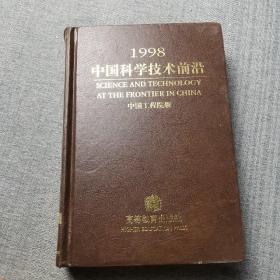 1998
中国科学技术前沿
SCIENCE AND TECHNOLOGY
AT THE FRONTIER IN CHINA
中国工程院版
高等教育出版社
HIGHER EDUCATION PRESS